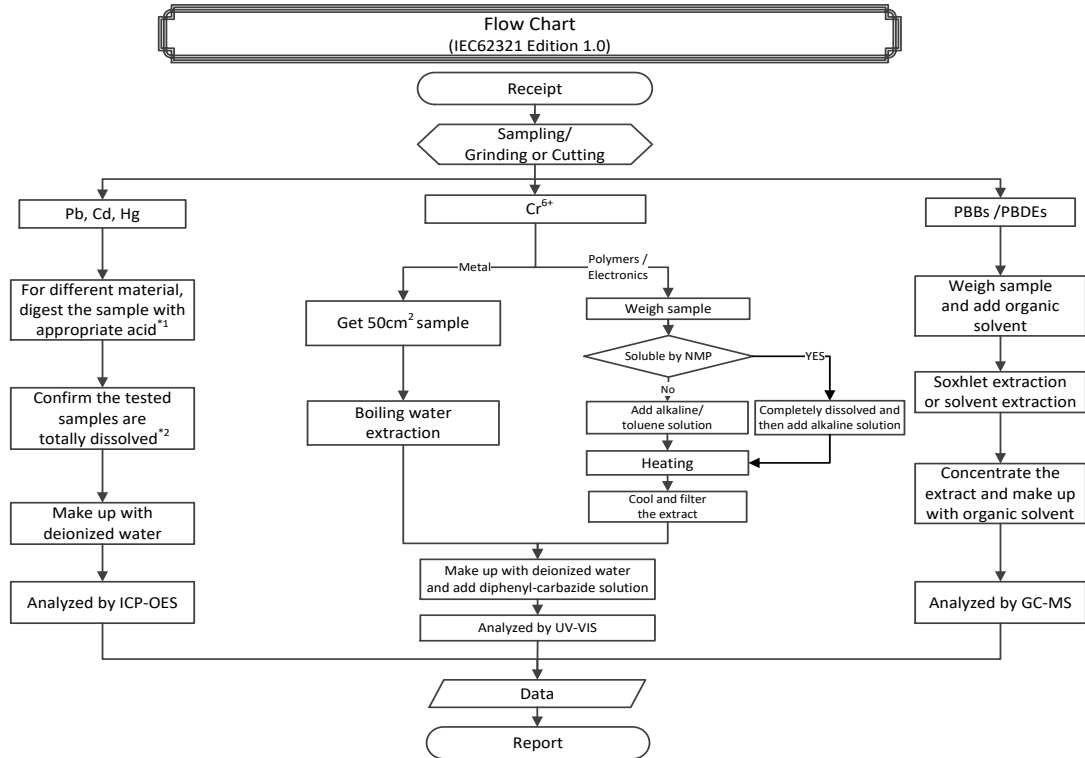 Flow Chart
(IEC62321 Edition 1.0)
Receipt
Sampling/
Grinding or Cutting
Pb, Cd, Hg
For different material,
digest the sample with
appropriate acid*1
Confirm the tested
samples are
totally dissolved*2
Make up with
deionized water
Analyzed by ICP-OES
Cr6+
Metal
Get 50cm2 sample
Boiling water
extraction
Polymers /
Electronics
Weigh sample
Soluble by NMP
YES
No
Add alkaline/
toluene solution
Completely dissolved and
then add alkaline solution
Heating
Cool and filter
the extract
Make up with deionized water
and add diphenyl-carbazide solution
Analyzed by UV-VIS
PBBs /PBDEs
Weigh sample
and add organic
solvent
Soxhlet extraction
or solvent extraction
Concentrate the
extract and make up
with organic solvent
Analyzed by GC-MS
Data
Report